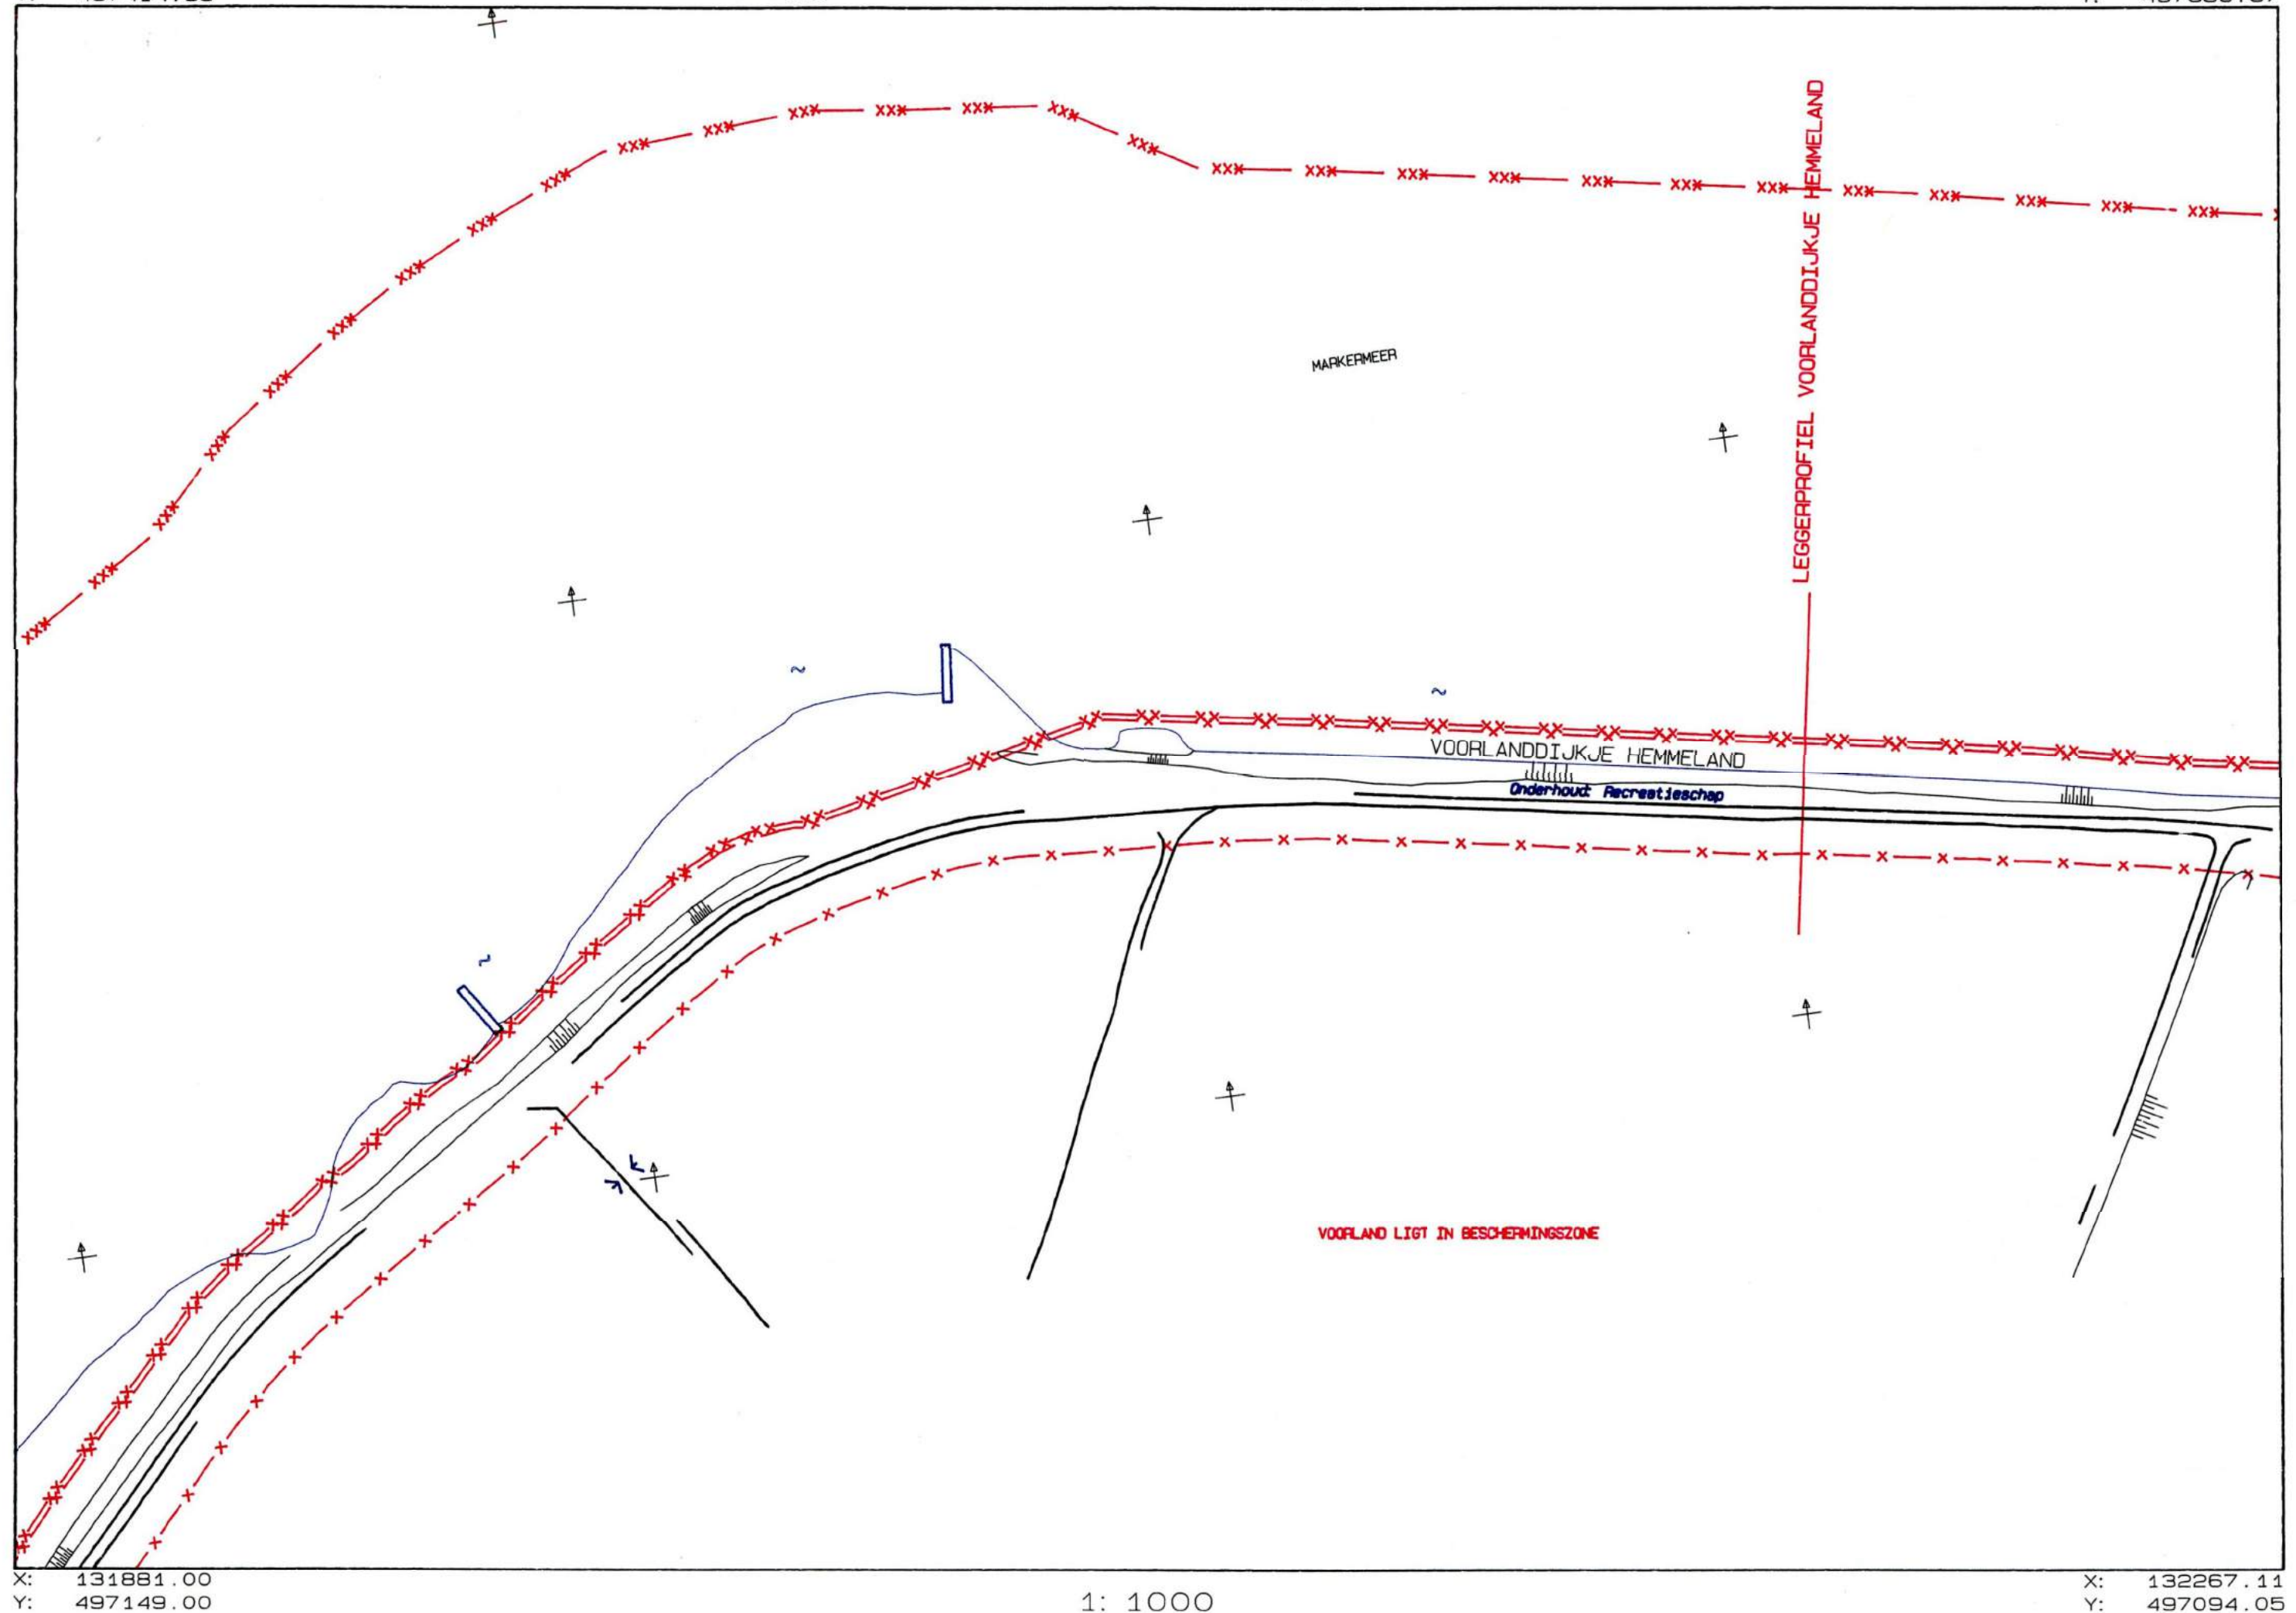 LEGGERPROFIEL VOORLANDDIJKJE HEMMELAND
MARKERMEER
VOORLANDDIJKJE HEMMELAND
Onderhoud: Recreatieschap
VOORLAND LIGT IN BESCHERMINGSZONE
X: 131881.00
Y: 497149.00
1: 1000
X: 132267.11
Y: 497094.05